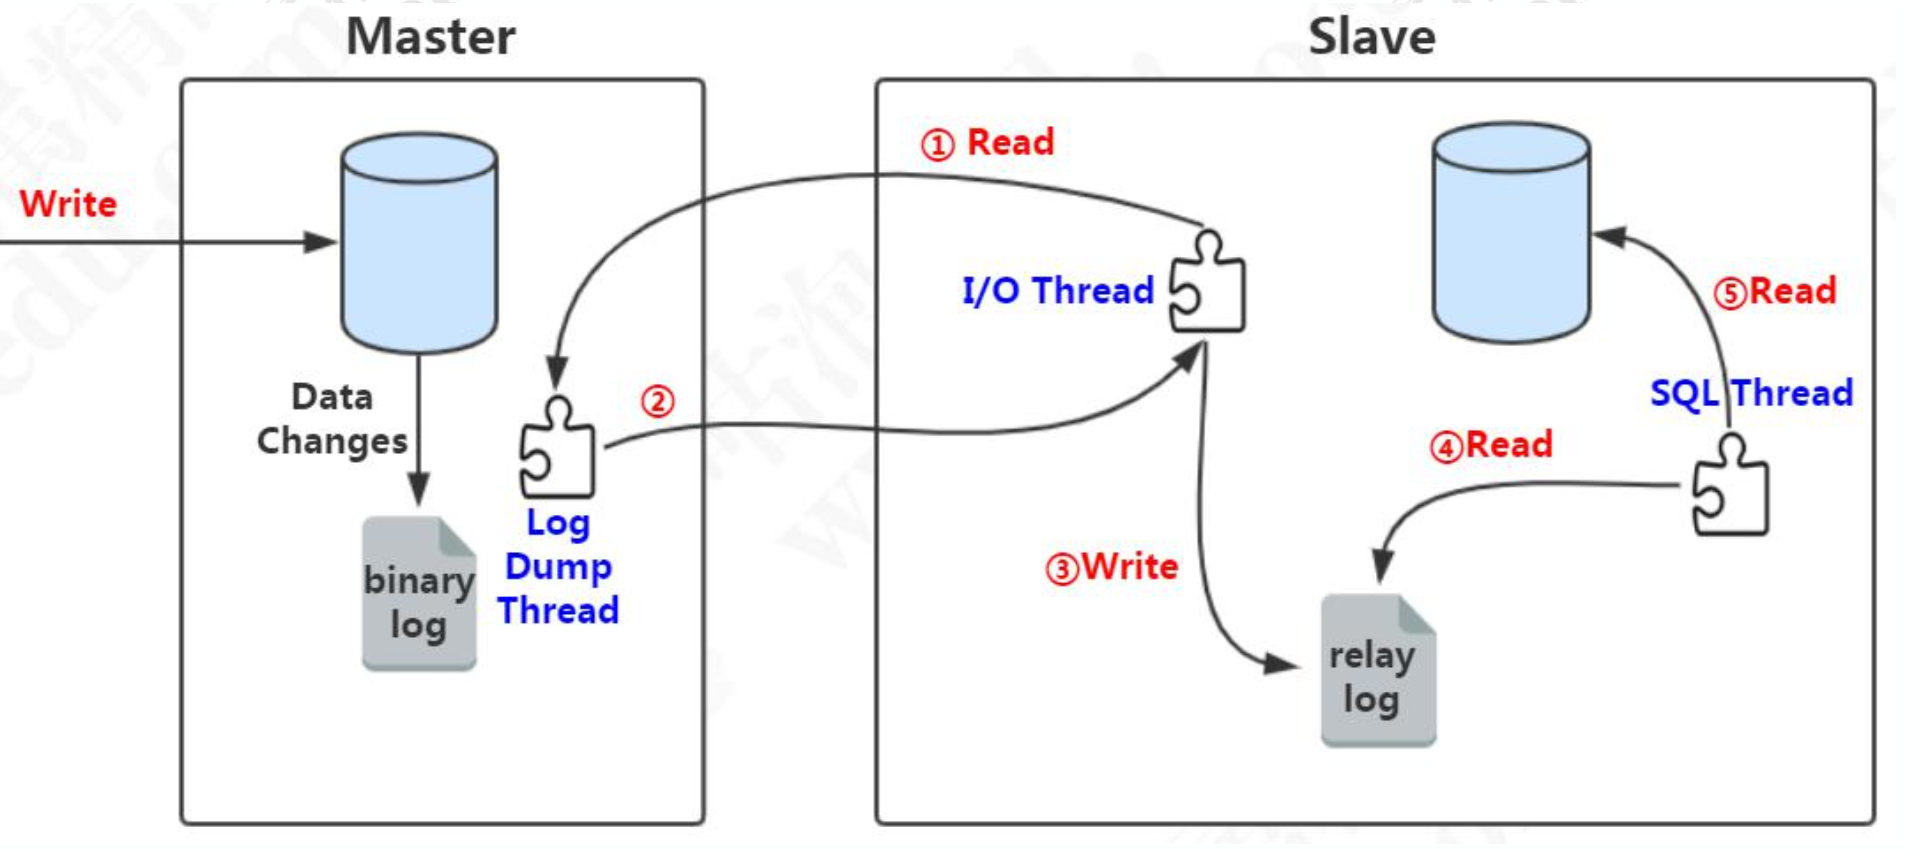 Master
Slave
Write
① Read
I/O Thread
⑤Read
Data
Changes
②
SQL Thread
④Read
Log
Dump
Thread
binary
log
③Write
relay
log